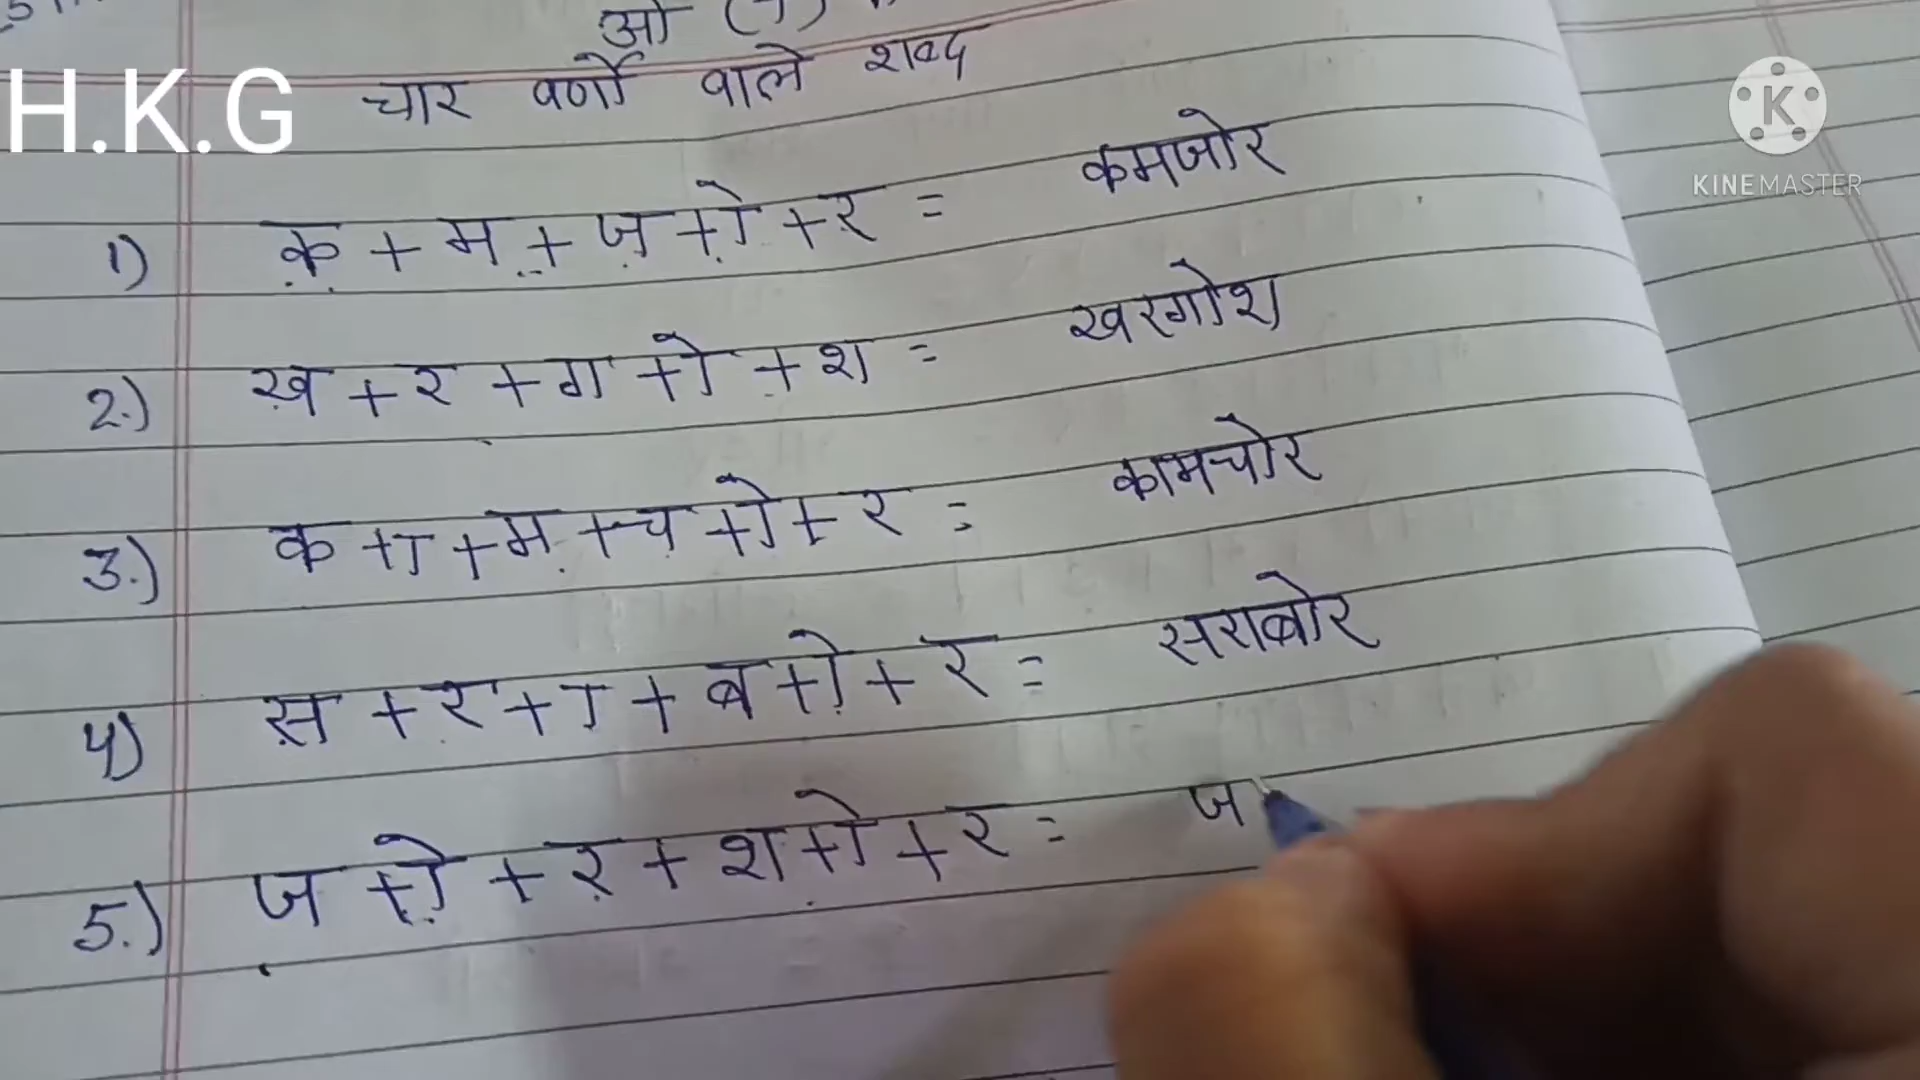 ओ (ो)
चार वर्णों वाले शब्द
H.K.G
K
KINEMASTER
1) क + म + ज + ो + र = कमजोर
2.) ख + र + ग + ो + श = खरगोश
3.) क + ा + म + च + ो + र = कामचोर
4) स + र + ा + ब + ो + र = सराबोर
5.) ज + ो + र + श + ो + र = ज